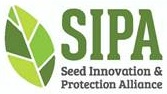 SIPA
Seed Innovation &
Protection Alliance